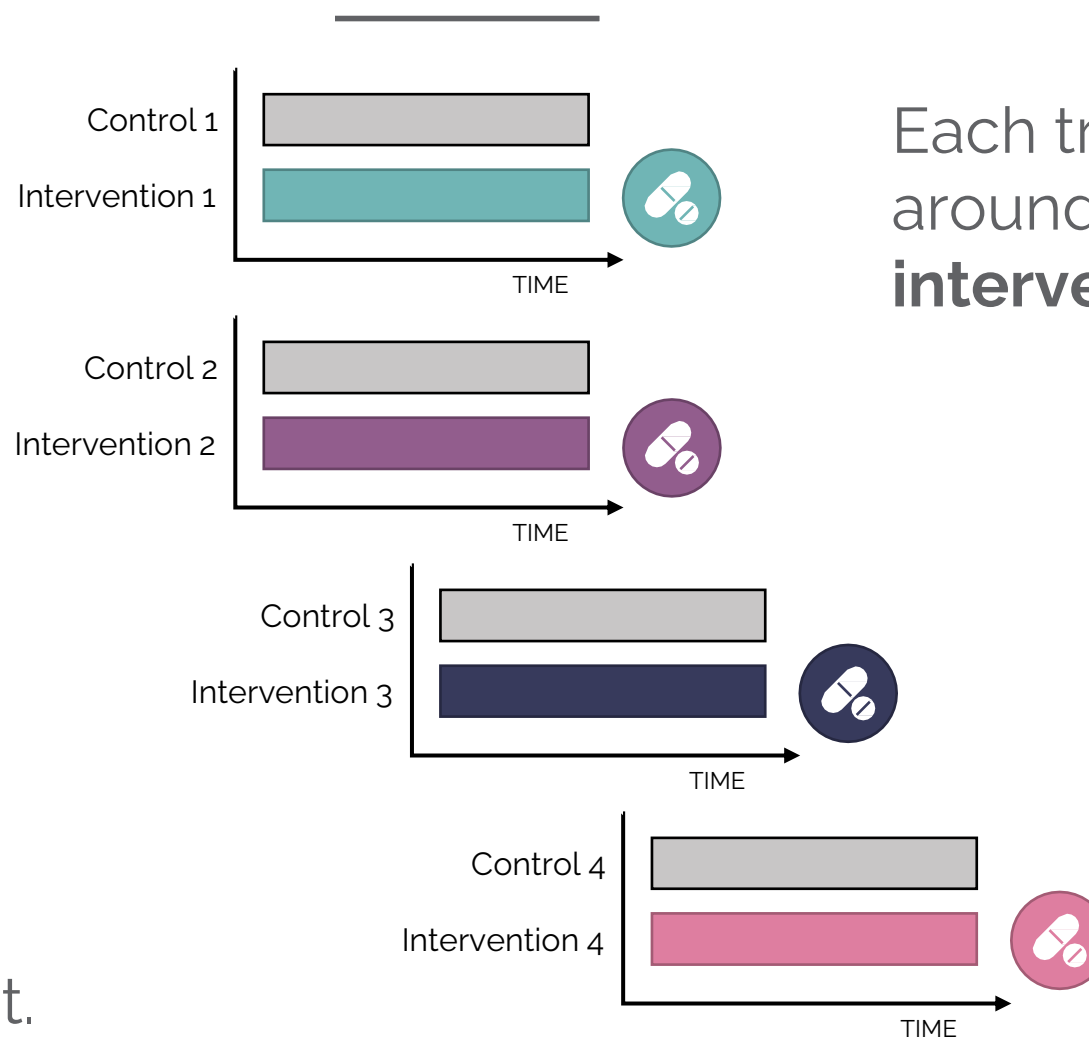 Control 1
Intervention 1
TIME
Each tr
around
interve
Control 2
Intervention 2
TIME
Control 3
Intervention 3
TIME
Control 4
Intervention 4
TIME
t.